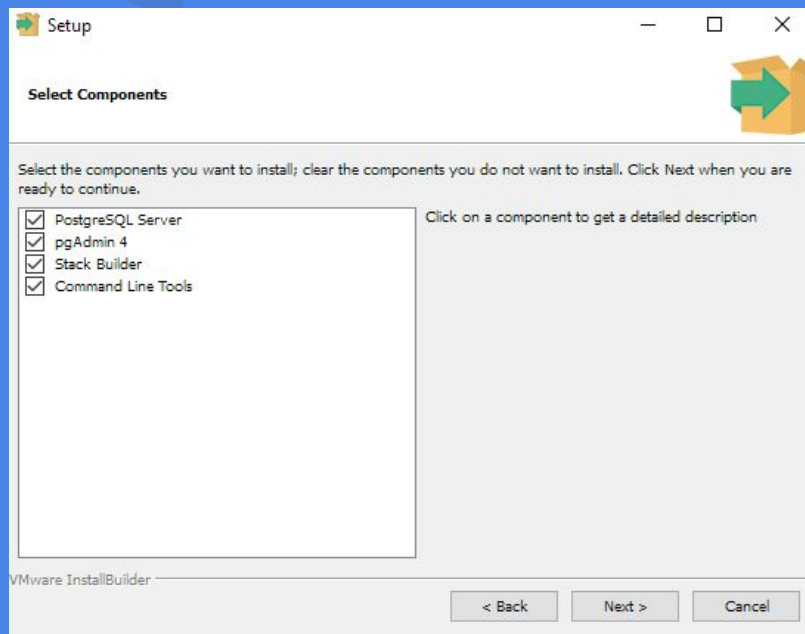 Setup
Select Components
Select the components you want to install; clear the components you do not want to install. Click Next when you are
ready to continue.
PostgreSQL Server
pgAdmin 4
Stack Builder
Command Line Tools
Click on a component to get a detailed description
VMware InstallBuilder
< Back
Next >
Cancel